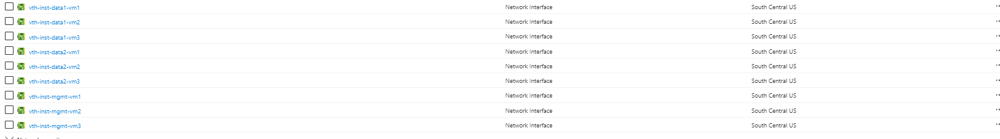 vth-inst-data1-vm1 Network Interface South Central US
vth-inst-data1-vm2 Network Interface South Central US
vth-inst-data1-vm3 Network Interface South Central US
vth-inst-data2-vm1 Network Interface South Central US
vth-inst-data2-vm2 Network Interface South Central US
vth-inst-data2-vm3 Network Interface South Central US
vth-inst-mgmt-vm1 Network Interface South Central US
vth-inst-mgmt-vm2 Network Interface South Central US
vth-inst-mgmt-vm3 Network Interface South Central US